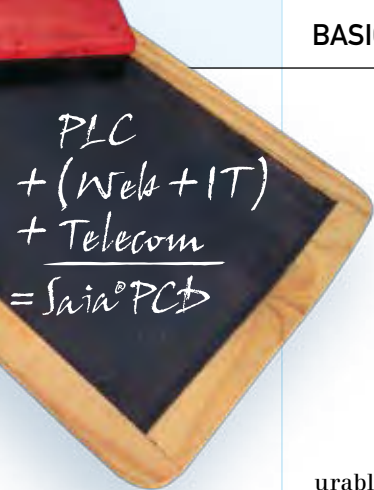 BASI
PLC
+ (Web + IT)
+ Telecom
= Saia® PCD
urabl